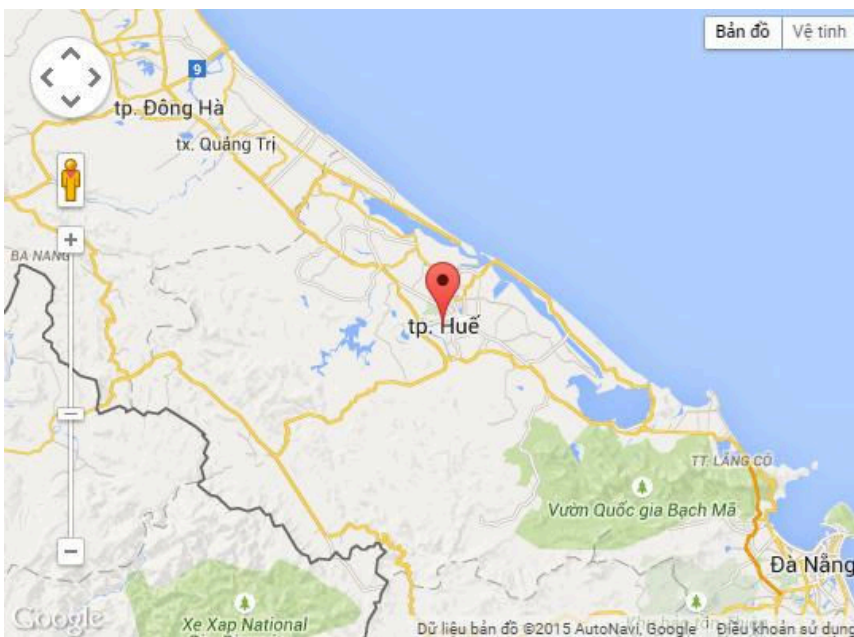 Bản đồ
Vệ tinh
9
tp. Đông Hà
tx. Quảng Trị
BA NANG
tp. Huế
TT. LĂNG CÔ
Vườn Quốc gia Bạch Mã
Đà Nẵng
Xe Xap National
Google
Dữ liệu bản đồ ©2015 AutoNavi, Google
Điều khoản sử dụng